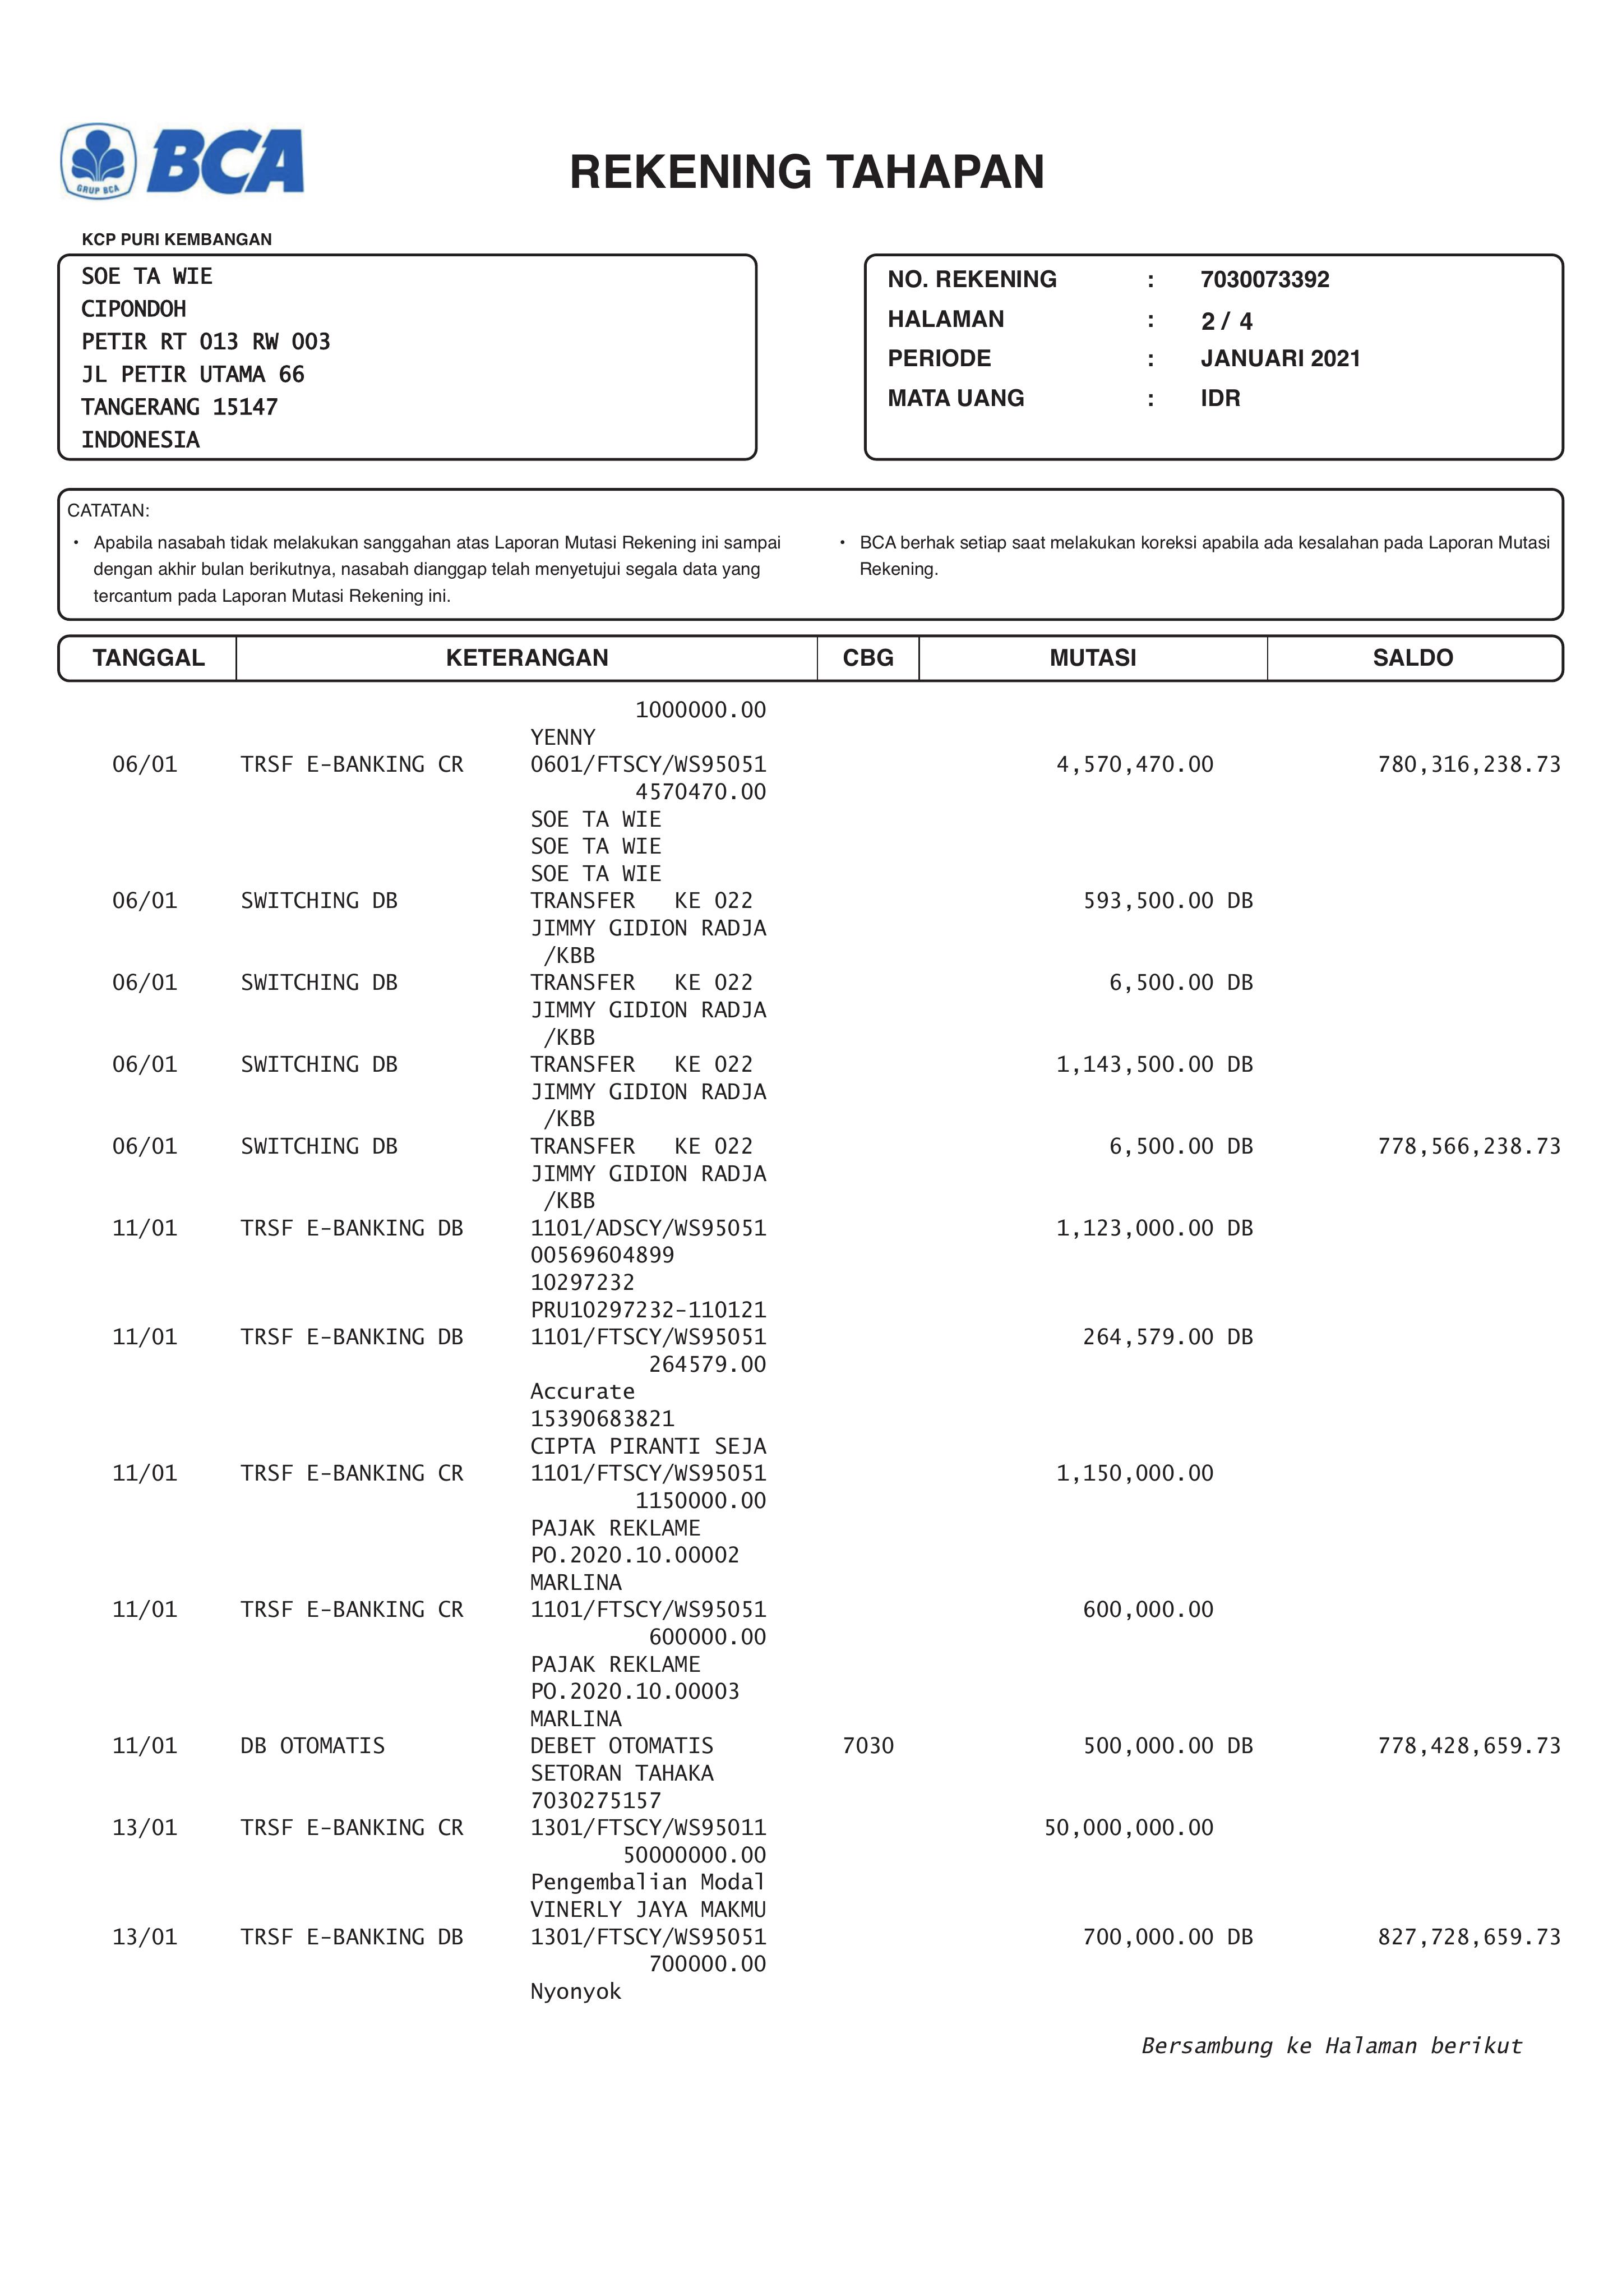 GRUP BCA
BCA
REKENING TAHAPAN
KCP PURI KEMBANGAN
SOE TA WIE
CIPONDOH
PETIR RT 013 RW 003
JL PETIR UTAMA 66
TANGERANG 15147
INDONESIA
NO. REKENING : 7030073392
HALAMAN : 2 / 4
PERIODE : JANUARI 2021
MATA UANG : IDR
CATATAN:
• Apabila nasabah tidak melakukan sanggahan atas Laporan Mutasi Rekening ini sampai
dengan akhir bulan berikutnya, nasabah dianggap telah menyetujui segala data yang
tercantum pada Laporan Mutasi Rekening ini.
• BCA berhak setiap saat melakukan koreksi apabila ada kesalahan pada Laporan Mutasi
Rekening.
TANGGAL KETERANGAN CBG MUTASI SALDO
1000000.00
YENNY
06/01 TRSF E-BANKING CR 0601/FTSCY/WS95051 4,570,470.00 780,316,238.73
4570470.00
SOE TA WIE
SOE TA WIE
SOE TA WIE
06/01 SWITCHING DB TRANSFER KE 022 593,500.00 DB
JIMMY GIDION RADJA
/KBB
06/01 SWITCHING DB TRANSFER KE 022 6,500.00 DB
JIMMY GIDION RADJA
/KBB
06/01 SWITCHING DB TRANSFER KE 022 1,143,500.00 DB
JIMMY GIDION RADJA
/KBB
06/01 SWITCHING DB TRANSFER KE 022 6,500.00 DB 778,566,238.73
JIMMY GIDION RADJA
/KBB
11/01 TRSF E-BANKING DB 1101/ADSCY/WS95051 1,123,000.00 DB
00569604899
10297232
PRU10297232-110121
11/01 TRSF E-BANKING DB 1101/FTSCY/WS95051 264,579.00 DB
264579.00
Accurate
15390683821
CIPTA PIRANTI SEJA
11/01 TRSF E-BANKING CR 1101/FTSCY/WS95051 1,150,000.00
1150000.00
PAJAK REKLAME
PO.2020.10.00002
MARLINA
11/01 TRSF E-BANKING CR 1101/FTSCY/WS95051 600,000.00
600000.00
PAJAK REKLAME
PO.2020.10.00003
MARLINA
11/01 DB OTOMATIS DEBET OTOMATIS 7030 500,000.00 DB 778,428,659.73
SETORAN TAHAKA
7030275157
13/01 TRSF E-BANKING CR 1301/FTSCY/WS95011 50,000,000.00
50000000.00
Pengembalian Modal
VINERLY JAYA MAKMU
13/01 TRSF E-BANKING DB 1301/FTSCY/WS95051 700,000.00 DB 827,728,659.73
700000.00
Nyonyok
Bersambung ke Halaman berikut